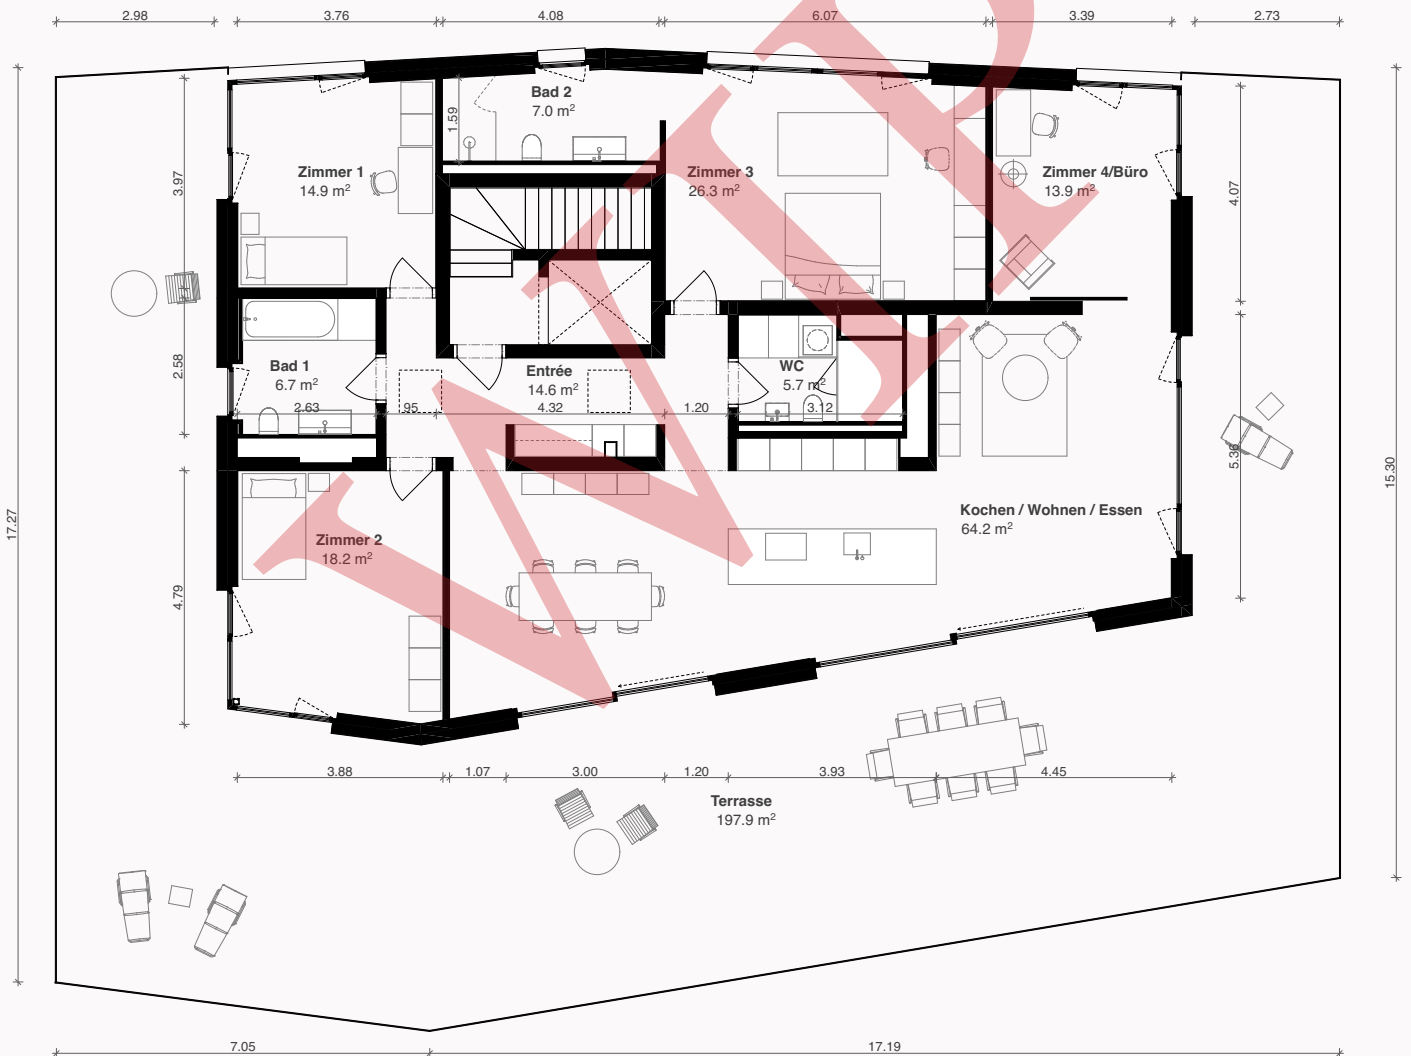 2.98
3.76
4.08
6.07
3.39
2.73
Bad 2
7.0 m²
1.59
Zimmer 1
14.9 m²
Zimmer 3
26.3 m²
Zimmer 4/Büro
13.9 m²
3.97
4.07
Bad 1
6.7 m²
2.58
Entrée
14.6 m²
WC
5.7 m²
2.63
95
4.32
1.20
3.12
15.30
17.27
Kochen / Wohnen / Essen
64.2 m²
Zimmer 2
18.2 m²
4.79
3.88
1.07
3.00
1.20
3.93
4.45
Terrasse
197.9 m²
7.05
17.19
WIP